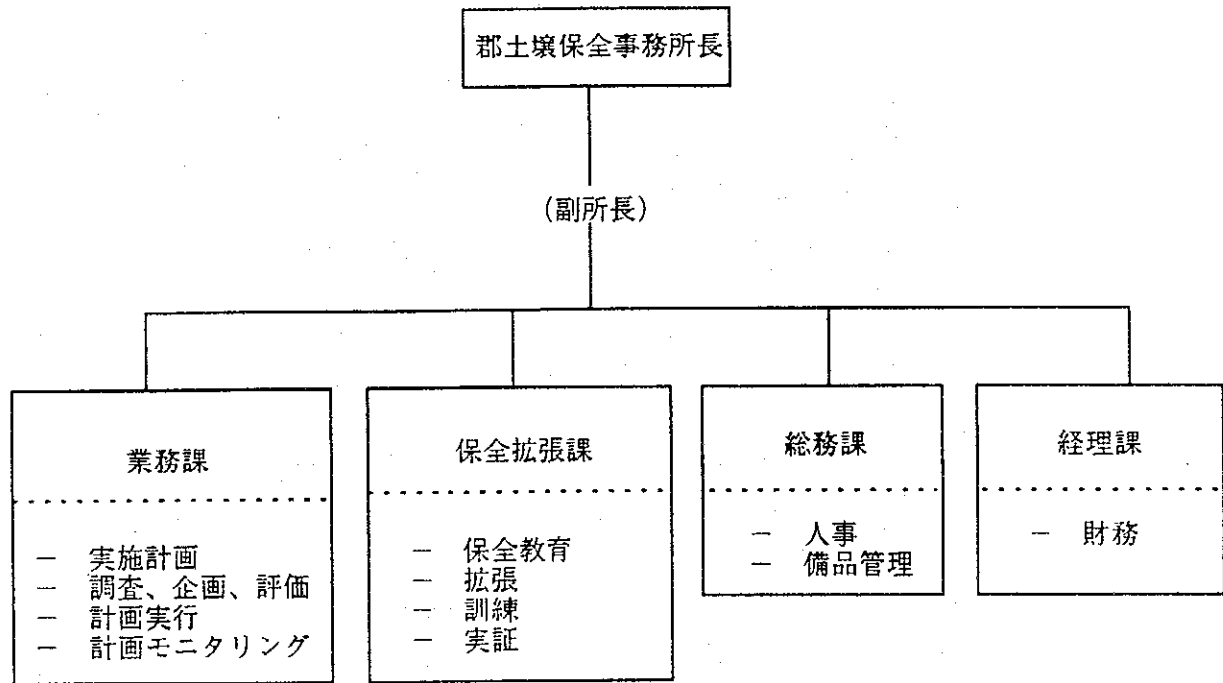 郡土壌保全事務所長
(副所長)
業務課
－ 実施計画
－ 調査、企画、評価
－ 計画実行
－ 計画モニタリング
保全拡張課
－ 保全教育
－ 拡張
－ 訓練
－ 実証
総務課
－ 人事
－ 備品管理
経理課
－ 財務